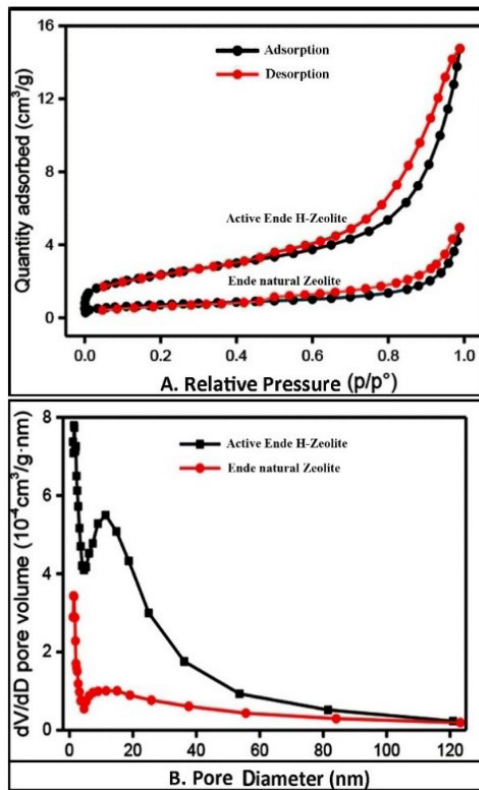 Quantity adsorbed (cm³/g)
16
12
8
4
0
Adsorption
Desorption
Active Ende H-Zeolite
Ende natural Zeolite
0.0 0.2 0.4 0.6 0.8 1.0
A. Relative Pressure (p/p°)
dV/dD pore volume (10⁻⁴cm³/g·nm)
8
6
4
2
0
Active Ende H-Zeolite
Ende natural Zeolite
0 20 40 60 80 100 120
B. Pore Diameter (nm)